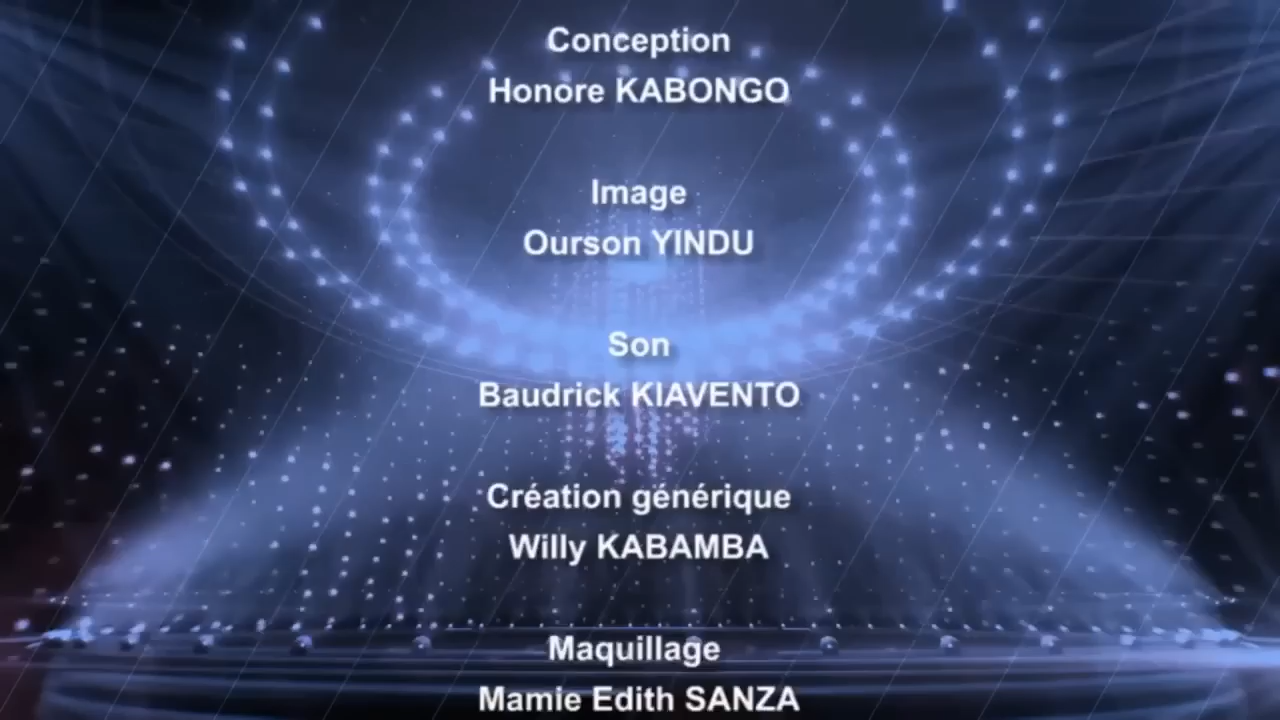 Conception
Honore KABONGO
Image
Ourson YINDU
Son
Baudrick KIAVENTO
Création générique
Willy KABAMBA
Maquillage
Mamie Edith SANZA